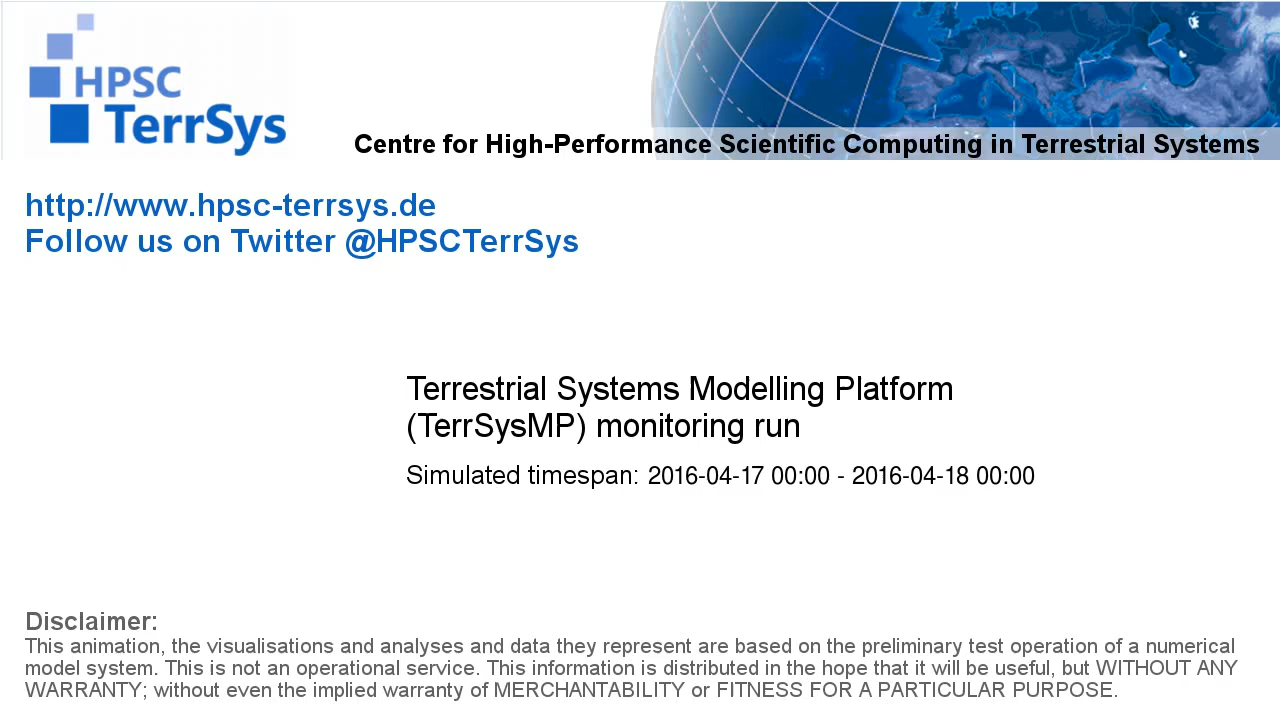 HPSC
TerrSys
Centre for High-Performance Scientific Computing in Terrestrial Systems
http://www.hpsc-terrsys.de
Follow us on Twitter @HPSCTerrSys
Terrestrial Systems Modelling Platform
(TerrSysMP) monitoring run
Simulated timespan: 2016-04-17 00:00 - 2016-04-18 00:00
Disclaimer:
This animation, the visualisations and analyses and data they represent are based on the preliminary test operation of a numerical
model system. This is not an operational service. This information is distributed in the hope that it will be useful, but WITHOUT ANY
WARRANTY; without even the implied warranty of MERCHANTABILITY or FITNESS FOR A PARTICULAR PURPOSE.